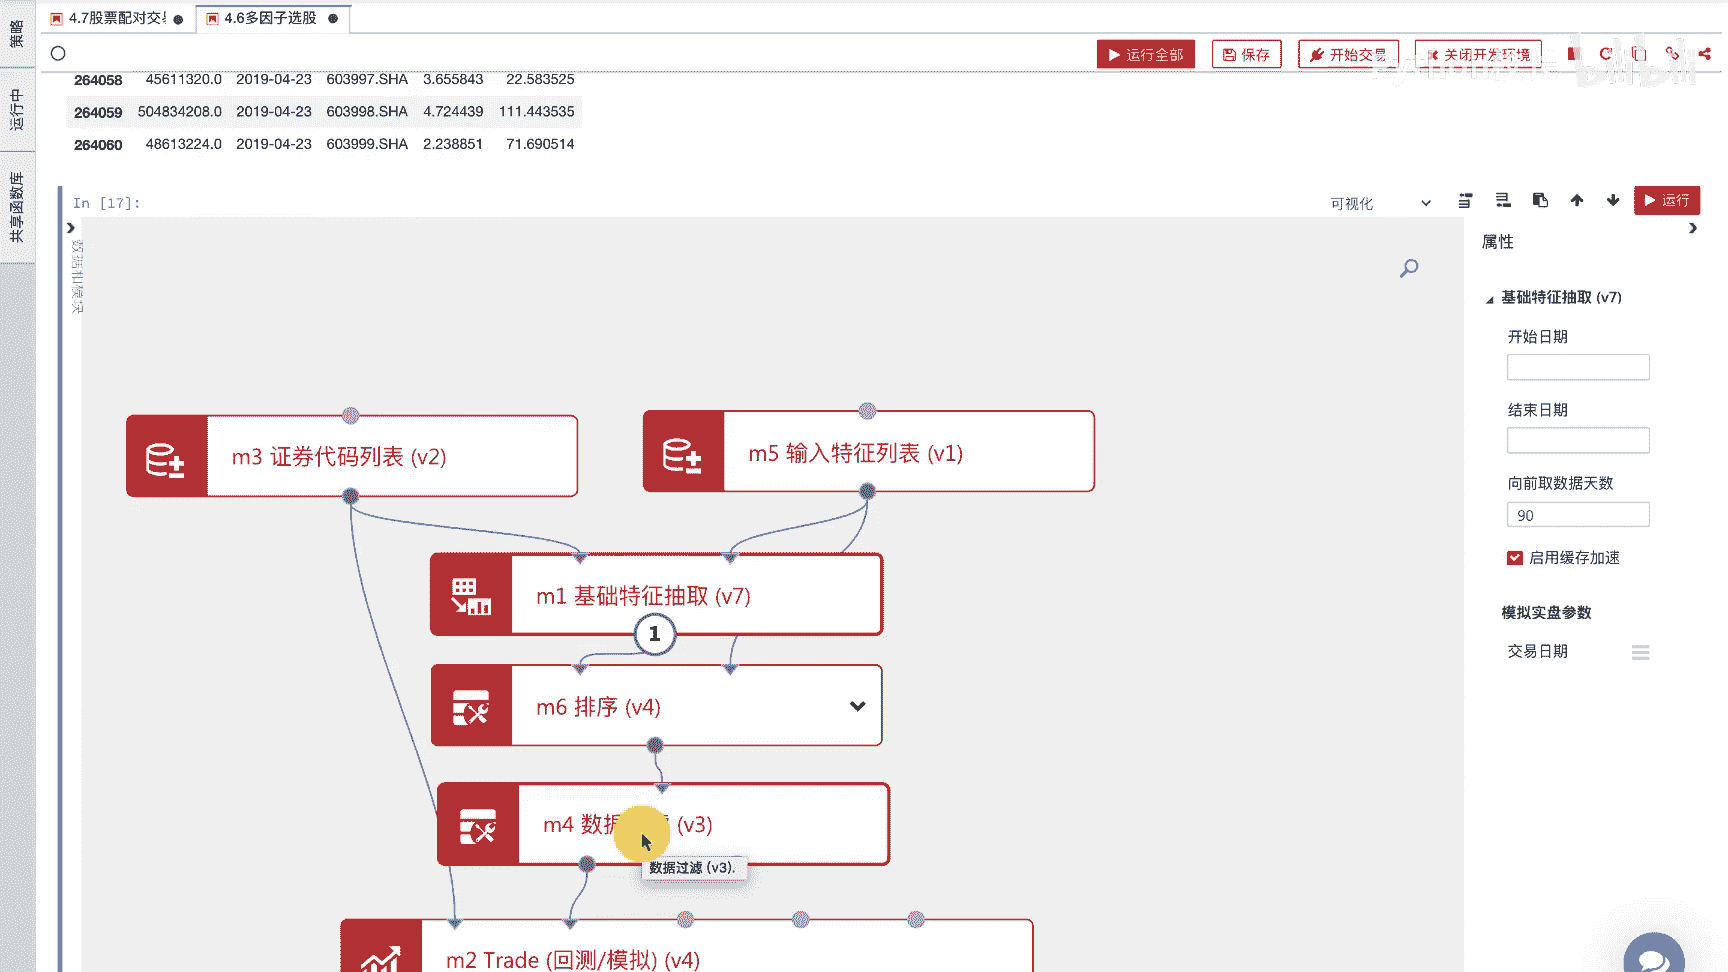 4.7股票配对交易
4.6多因子选股
策略
运行中
共享函数库
运行全部
保存
开始交易
关闭开发环境
bilibili
264058 45611320.0 2019-04-23 603997.SHA 3.655843 22.583525
264059 504834208.0 2019-04-23 603998.SHA 4.724439 111.443535
264060 48613224.0 2019-04-23 603999.SHA 2.238851 71.690514
In [17]:
可视化
运行
数据和模块
属性
基础特征抽取 (v7)
开始日期
结束日期
向前取数据天数
90
启用缓存加速
模拟实盘参数
交易日期
m3 证券代码列表 (v2)
m5 输入特征列表 (v1)
m1 基础特征抽取 (v7)
1
m6 排序 (v4)
m4 数据 (v3)
数据过滤 (v3).
m2 Trade (回测/模拟) (v4)